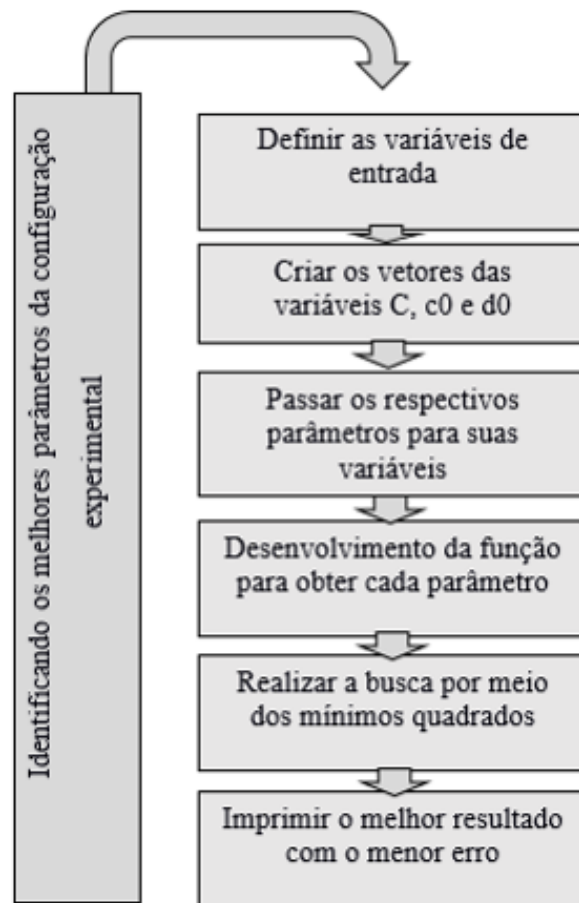 Identificando os melhores parâmetros da configuração
experimental
Definir as variáveis de
entrada
Criar os vetores das
variáveis C, c0 e d0
Passar os respectivos
parâmetros para suas
variáveis
Desenvolvimento da função
para obter cada parâmetro
Realizar a busca por meio
dos mínimos quadrados
Imprimir o melhor resultado
com o menor erro